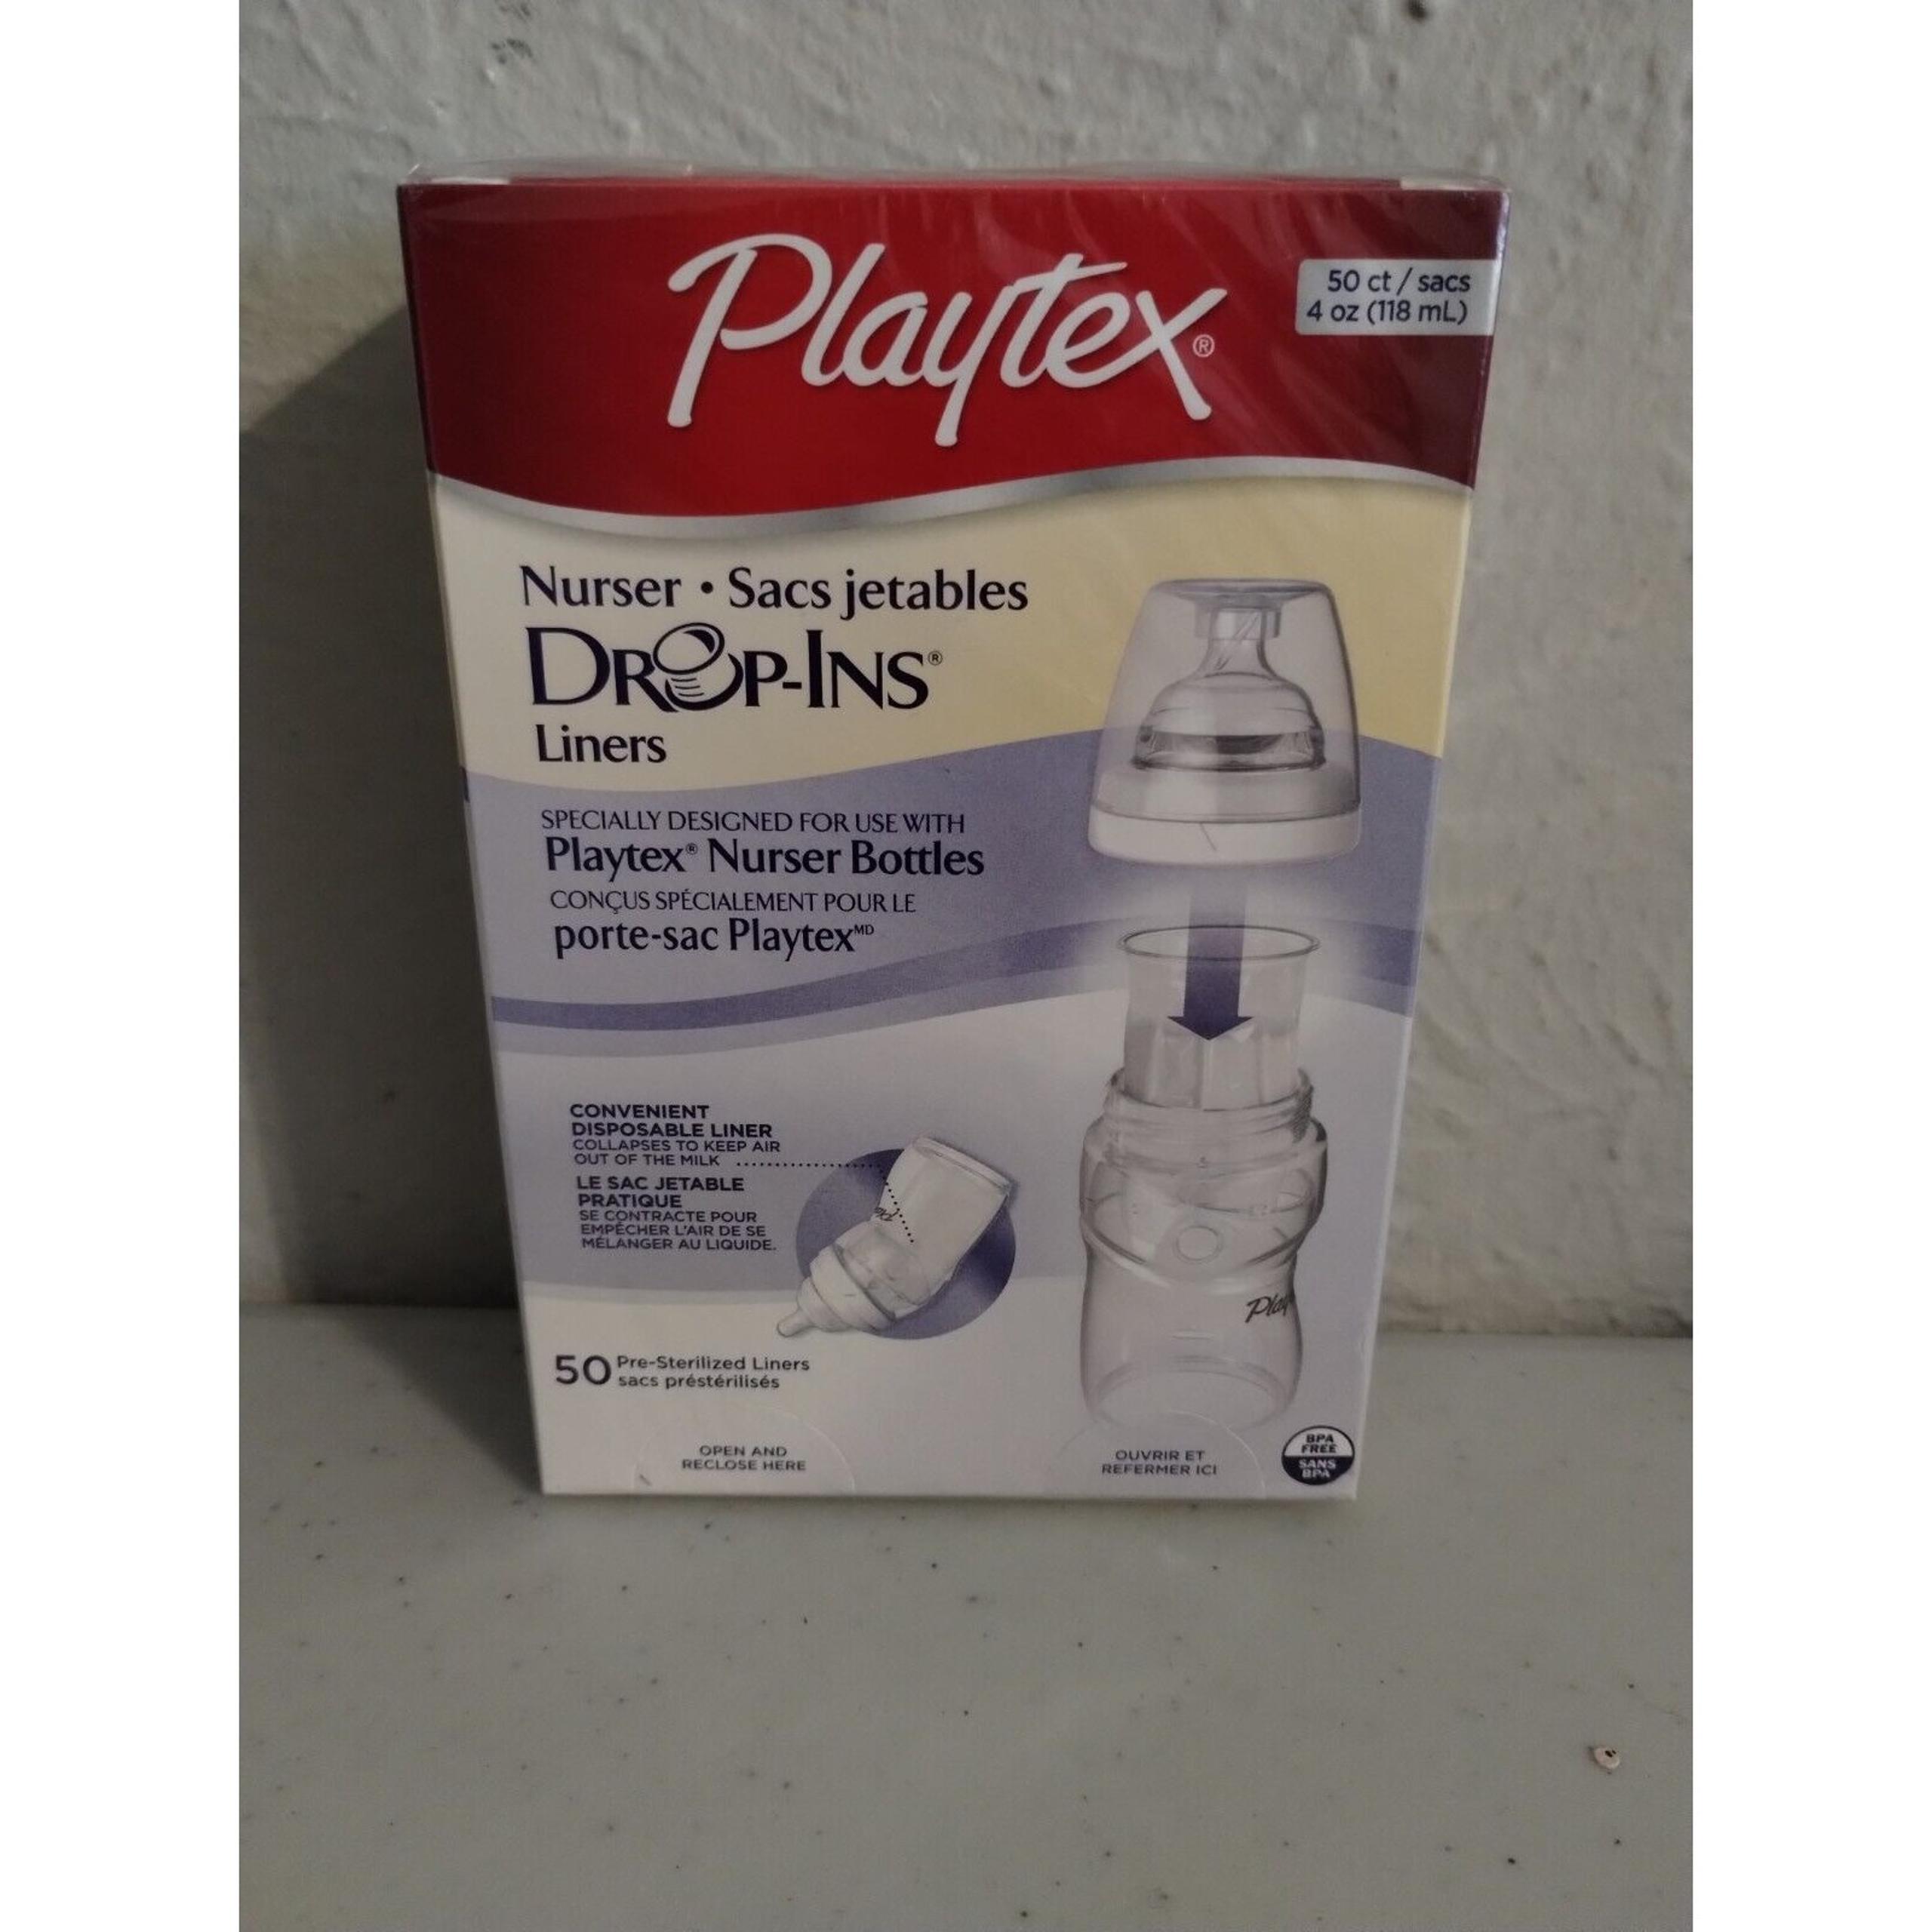 Playtex®
50 ct / sacs
4 oz (118 mL)
Nurser • Sacs jetables
DROP-INS®
Liners
SPECIALLY DESIGNED FOR USE WITH
Playtex® Nurser Bottles
CONÇUS SPÉCIALEMENT POUR LE
porte-sac Playtex MD
CONVENIENT
DISPOSABLE LINER
COLLAPSES TO KEEP AIR
OUT OF THE MILK
LE SAC JETABLE
PRATIQUE
SE CONTRACTE POUR
EMPÊCHER L'AIR DE SE
MÉLANGER AU LIQUIDE.
Play
50 Pre-Sterilized Liners
sacs préstérilisés
OPEN AND
RECLOSE HERE
OUVRIR ET
REFERMER ICI
BPA
FREE
SANS
BPA